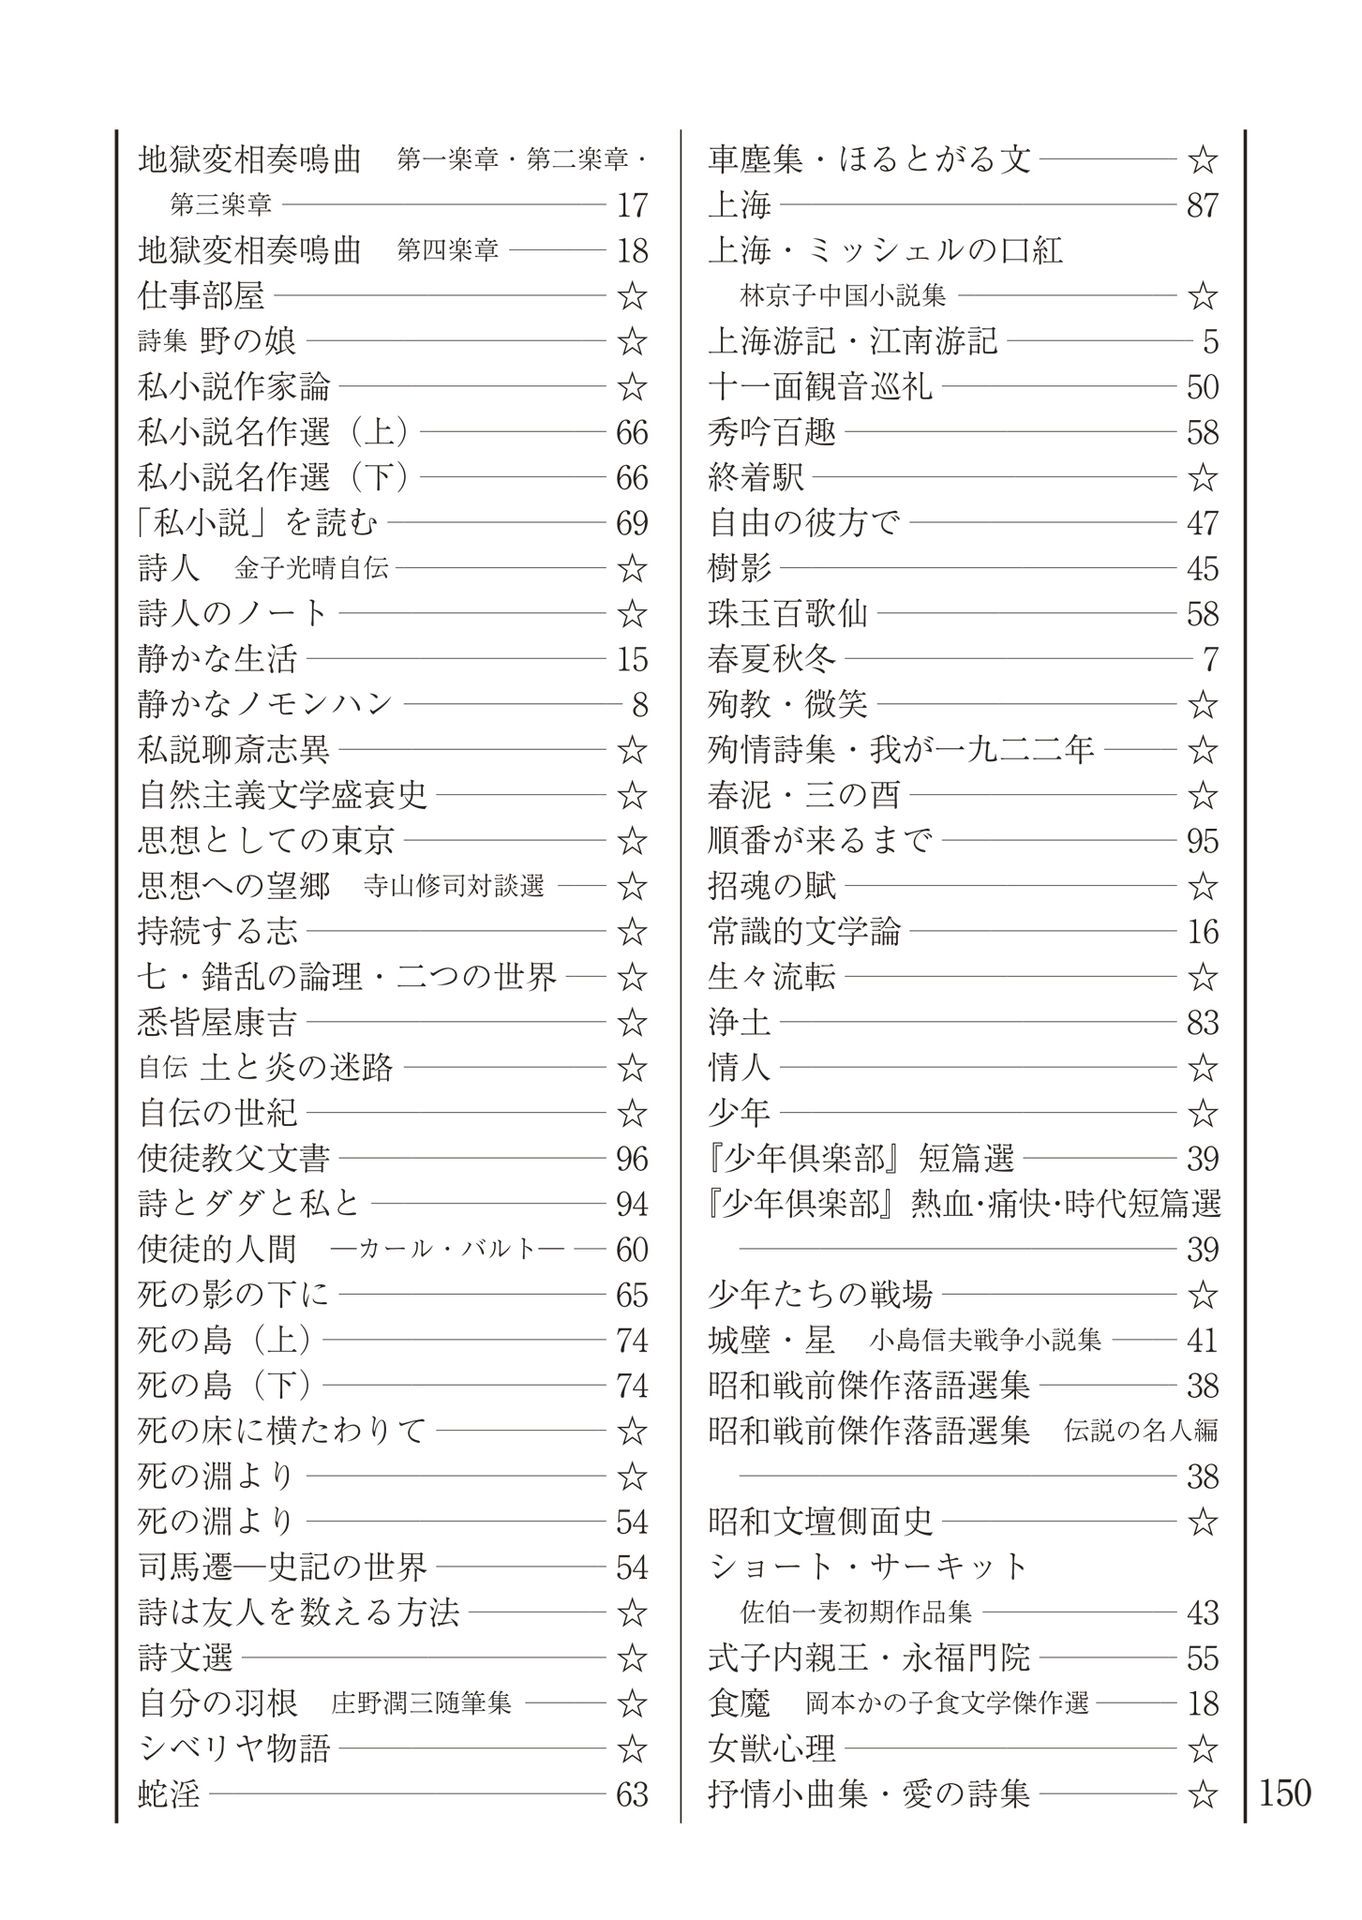 地獄変相奏鳴曲　第一楽章・第二楽章・
第三楽章 17
地獄変相奏鳴曲　第四楽章 18
仕事部屋 ☆
詩集 野の娘 ☆
私小説作家論 ☆
私小説名作選（上） 66
私小説名作選（下） 66
「私小説」を読む 69
詩人　金子光晴自伝 ☆
詩人のノート ☆
静かな生活 15
静かなノモンハン 8
私説聊斎志異 ☆
自然主義文学盛衰史 ☆
思想としての東京 ☆
思想への望郷　寺山修司対談選 ☆
持続する志 ☆
七・錯乱の論理・二つの世界 ☆
悉皆屋康吉 ☆
自伝 土と炎の迷路 ☆
自伝の世紀 ☆
使徒教父文書 96
詩とダダと私と 94
使徒的人間　―カール・バルト― 60
死の影の下に 65
死の島（上） 74
死の島（下） 74
死の床に横たわりて ☆
死の淵より ☆
死の淵より 54
司馬遷―史記の世界 54
詩は友人を数える方法 ☆
詩文選 ☆
自分の羽根　庄野潤三随筆集 ☆
シベリヤ物語 ☆
蛇淫 63
車塵集・ほるとがる文 ☆
上海 87
上海・ミッシェルの口紅
林京子中国小説集 ☆
上海游記・江南游記 5
十一面観音巡礼 50
秀吟百趣 58
終着駅 ☆
自由の彼方で 47
樹影 45
珠玉百歌仙 58
春夏秋冬 7
殉教・微笑 ☆
殉情詩集・我が一九二二年 ☆
春泥・三の酉 ☆
順番が来るまで 95
招魂の賦 ☆
常識的文学論 16
生々流転 ☆
浄土 83
情人 ☆
少年 ☆
『少年倶楽部』短篇選 39
『少年倶楽部』熱血・痛快・時代短篇選
39
少年たちの戦場 ☆
城壁・星　小島信夫戦争小説集 41
昭和戦前傑作落語選集 38
昭和戦前傑作落語選集　伝説の名人編
38
昭和文壇側面史 ☆
ショート・サーキット
佐伯一麦初期作品集 43
式子内親王・永福門院 55
食魔　岡本かの子食文学傑作選 18
女獣心理 ☆
抒情小曲集・愛の詩集 ☆
150